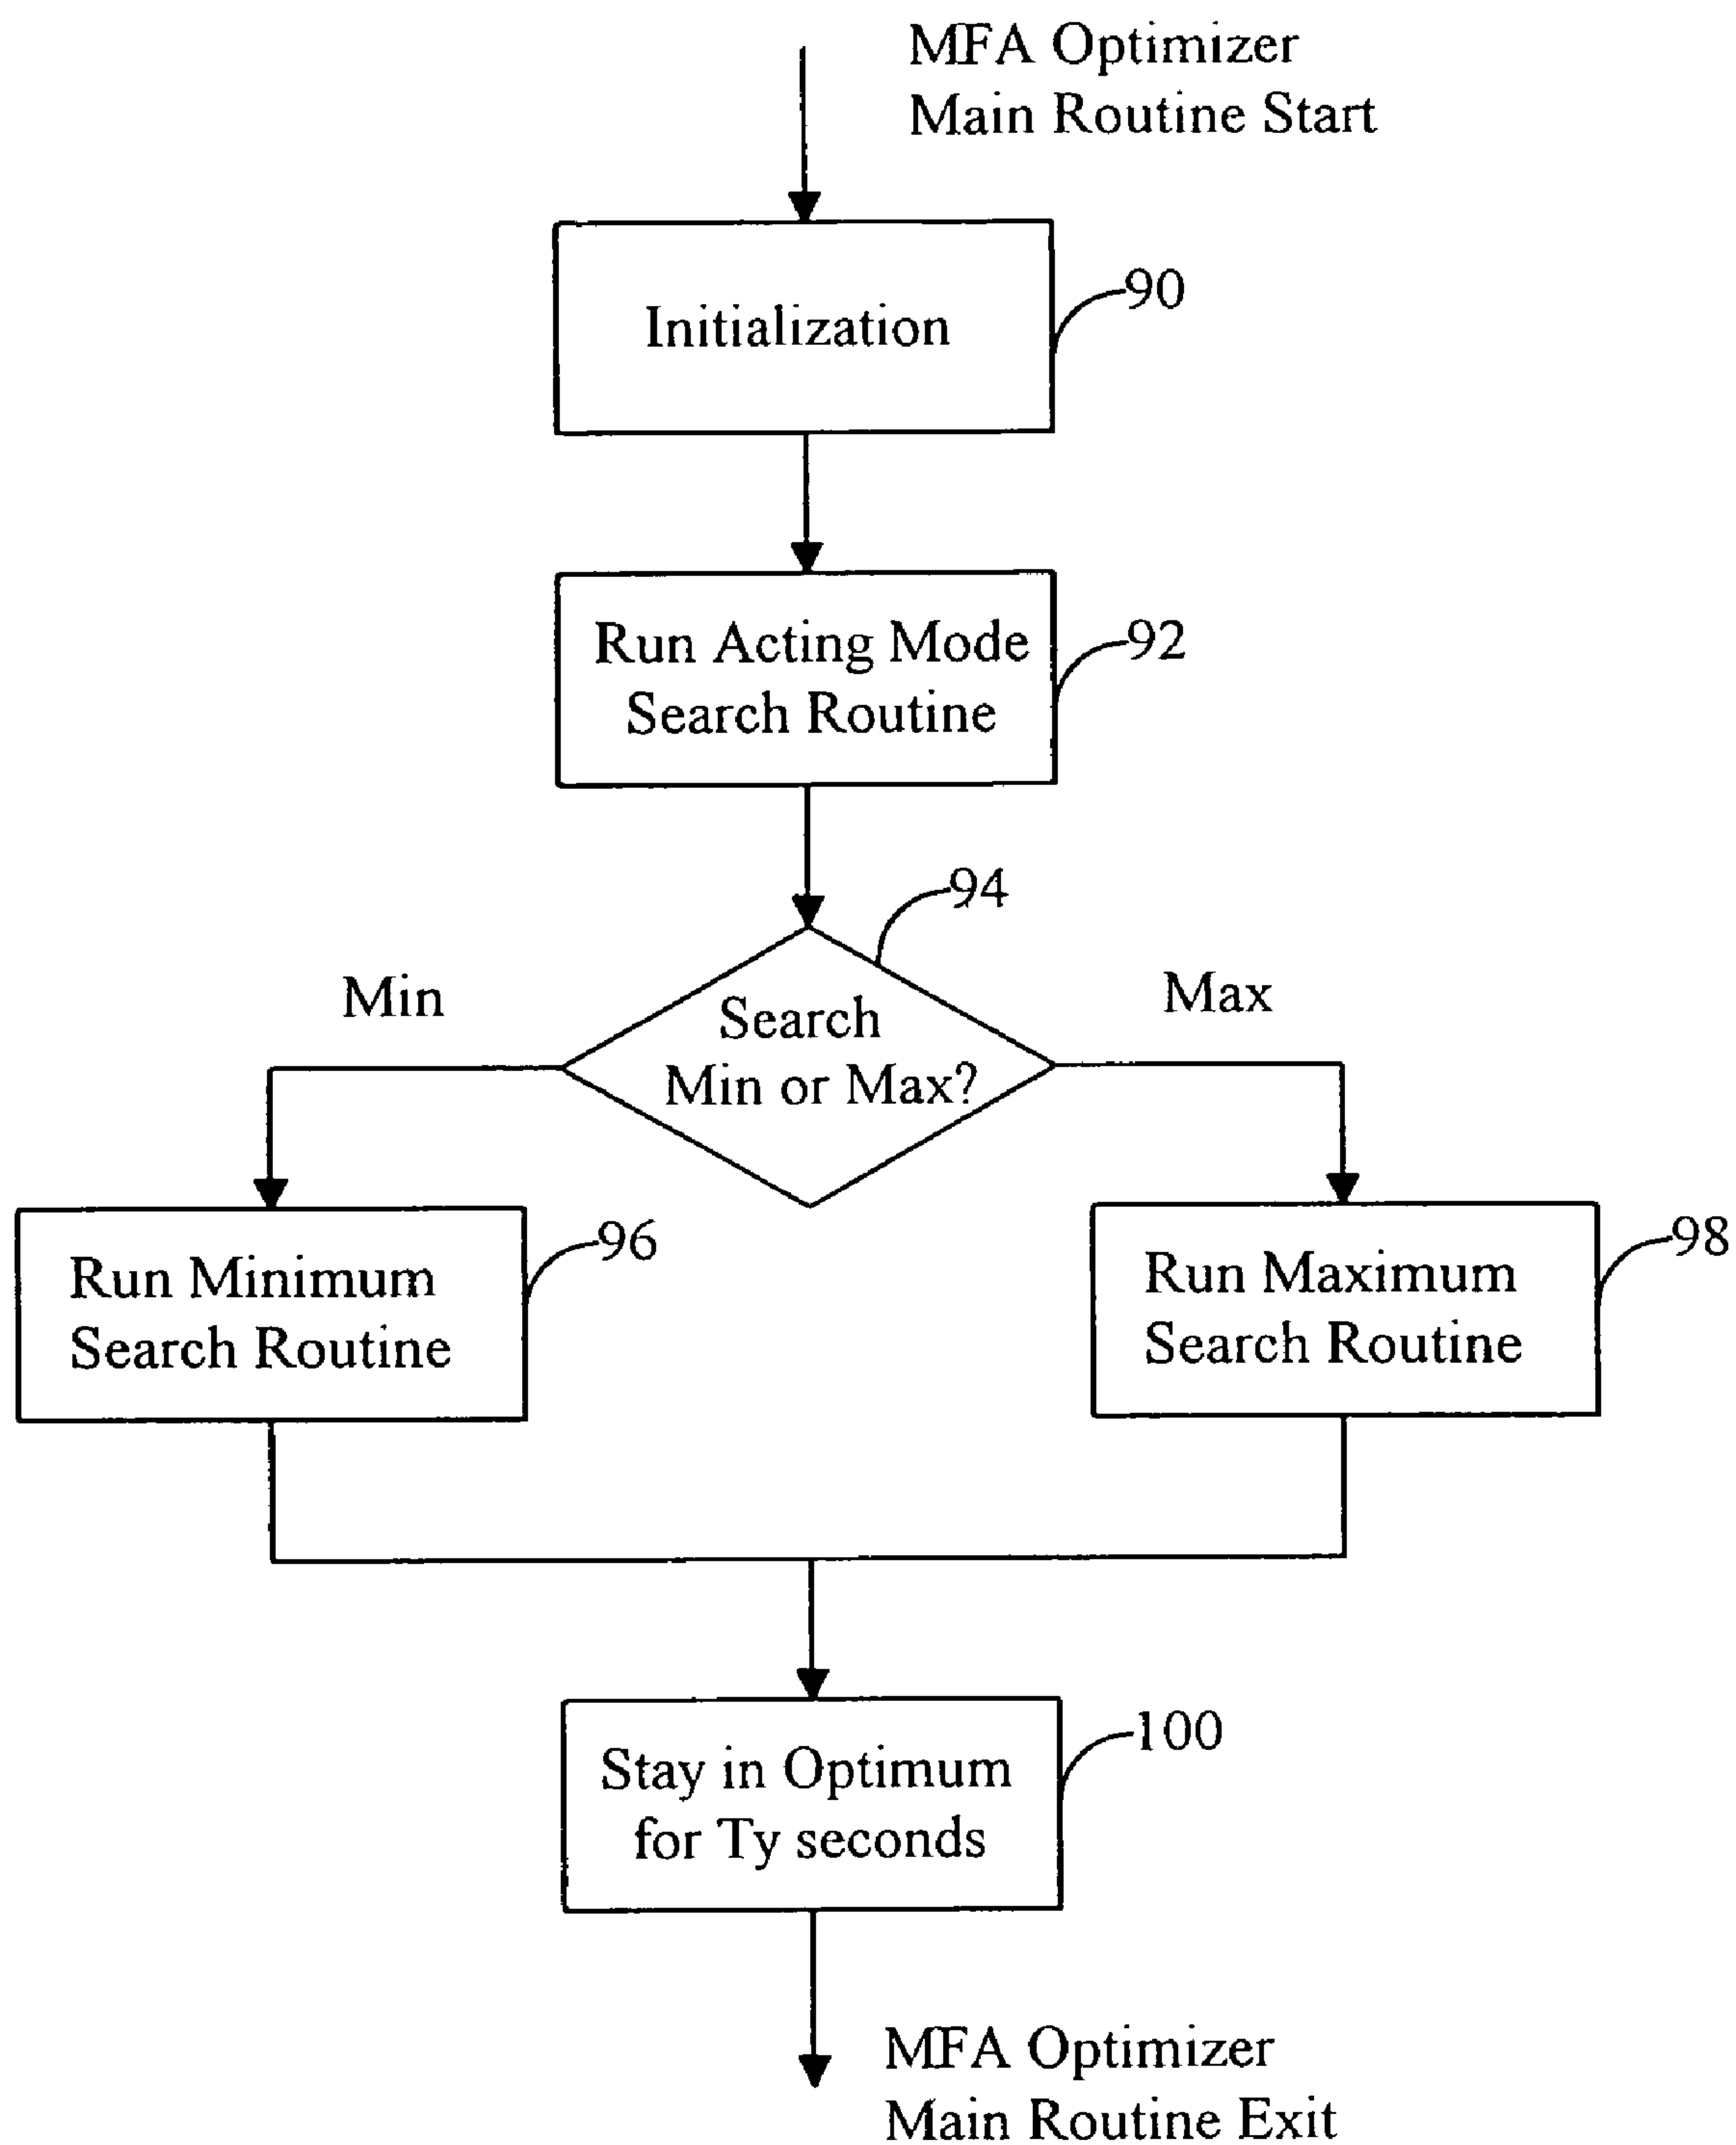 MFA Optimizer
Main Routine Start
Initialization
90
Run Acting Mode
Search Routine
92
94
Min
Search
Min or Max?
Max
Run Minimum
Search Routine
96
Run Maximum
Search Routine
98
Stay in Optimum
for Ty seconds
100
MFA Optimizer
Main Routine Exit